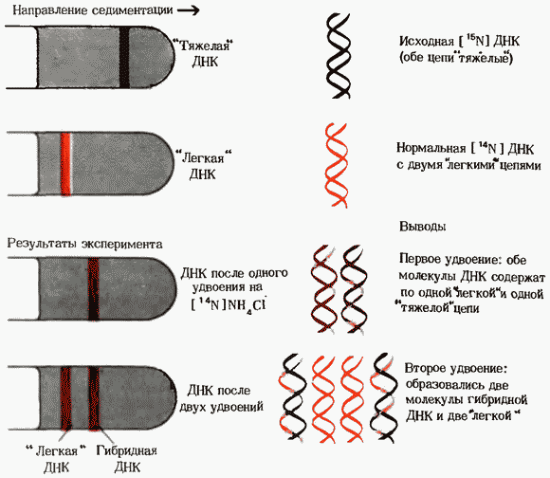 Направление седиментации
"Тяжелая"
ДНК
Исходная [ ¹⁵N] ДНК
(обе цепи "тяжелые")
"Легкая"
ДНК
Нормальная [ ¹⁴N ] ДНК
с двумя "легкими" цепями
Результаты эксперимента
ДНК после одного
удвоения на
[ ¹⁴N]NH₄Cl
Выводы
Первое удвоение: обе
молекулы ДНК содержат
по одной "легкой" и одной
"тяжелой" цепи
ДНК после
двух удвоений
"Легкая"
ДНК
Гибридная
ДНК
Второе удвоение:
образовались две
молекулы гибридной
ДНК и две "легкой"